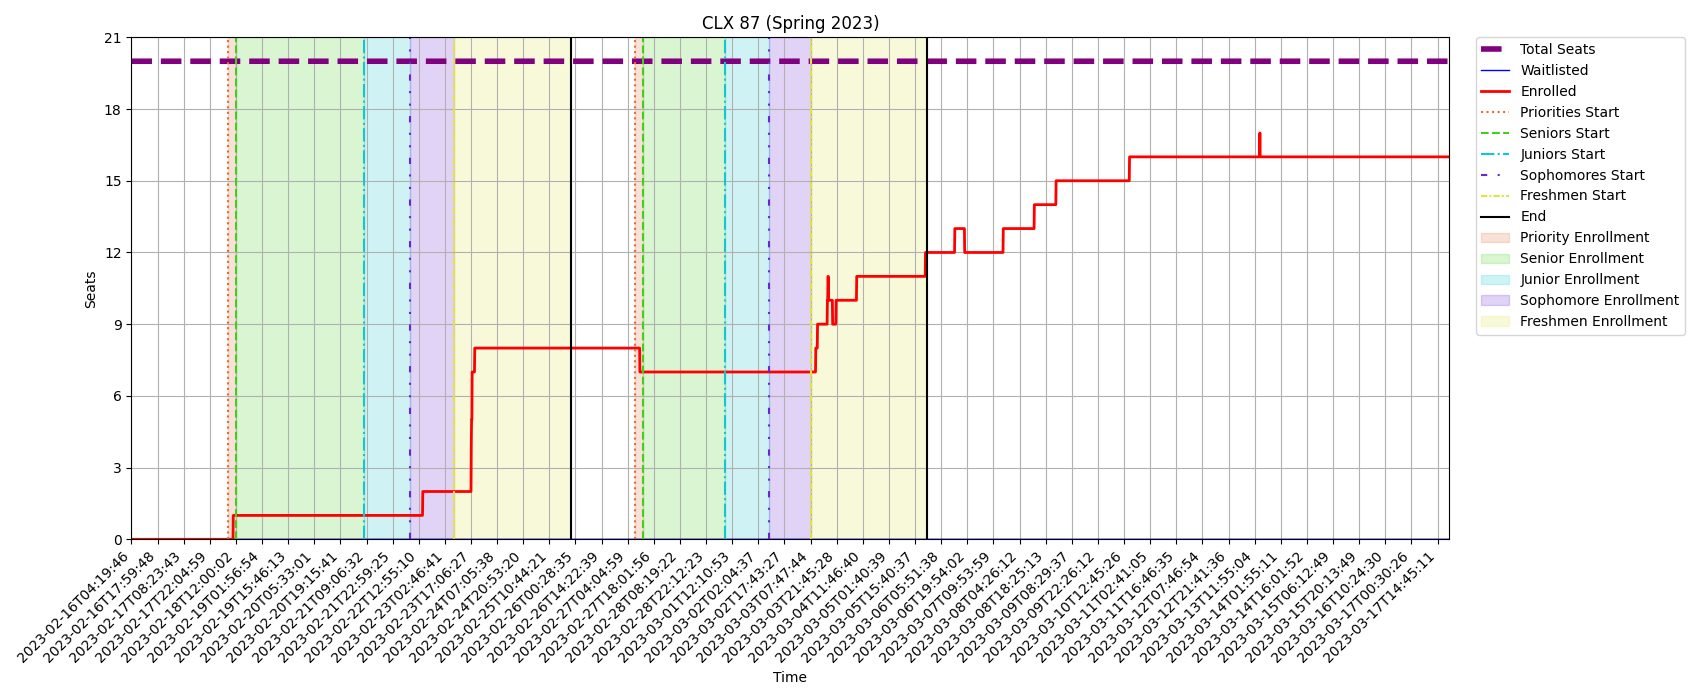 CLX 87 (Spring 2023)
21
18
15
12
9
6
3
0
Seats
2023-02-16T04:19:46
2023-02-16T17:59:48
2023-02-17T08:23:43
2023-02-17T22:04:59
2023-02-18T12:00:02
2023-02-19T01:56:54
2023-02-19T15:46:13
2023-02-20T05:33:01
2023-02-20T19:15:41
2023-02-21T09:06:32
2023-02-21T22:59:25
2023-02-22T12:55:10
2023-02-23T02:46:41
2023-02-23T17:06:27
2023-02-24T07:05:38
2023-02-24T20:53:20
2023-02-25T10:44:21
2023-02-26T00:28:35
2023-02-26T14:22:39
2023-02-27T04:04:59
2023-02-27T18:01:56
2023-02-28T08:19:22
2023-02-28T22:12:23
2023-03-01T12:10:53
2023-03-02T02:04:37
2023-03-02T17:43:27
2023-03-03T07:47:44
2023-03-03T21:45:28
2023-03-04T11:46:40
2023-03-05T01:40:39
2023-03-05T15:40:37
2023-03-06T05:51:38
2023-03-06T19:54:02
2023-03-07T09:53:59
2023-03-08T04:26:12
2023-03-08T18:25:13
2023-03-09T08:29:37
2023-03-09T22:26:12
2023-03-10T12:45:26
2023-03-11T02:41:05
2023-03-11T16:46:35
2023-03-12T07:46:54
2023-03-12T21:41:36
2023-03-13T11:55:04
2023-03-14T01:55:11
2023-03-14T16:01:52
2023-03-15T06:12:49
2023-03-15T20:13:49
2023-03-16T10:24:30
2023-03-17T00:30:26
2023-03-17T14:45:11
Time
Total Seats
Waitlisted
Enrolled
Priorities Start
Seniors Start
Juniors Start
Sophomores Start
Freshmen Start
End
Priority Enrollment
Senior Enrollment
Junior Enrollment
Sophomore Enrollment
Freshmen Enrollment